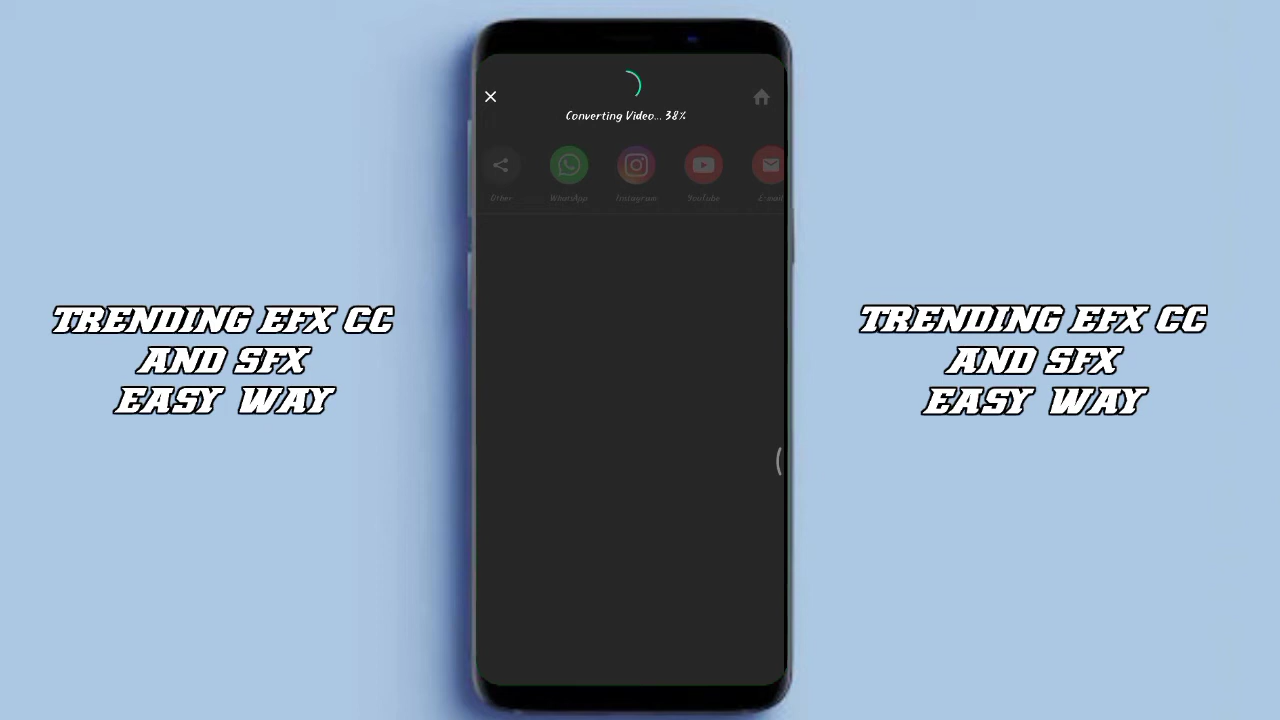 Converting Video... 38%
Other WhatsApp Instagram YouTube E-mail
TRENDING EFX CC
AND SFX
EASY WAY
TRENDING EFX CC
AND SFX
EASY WAY